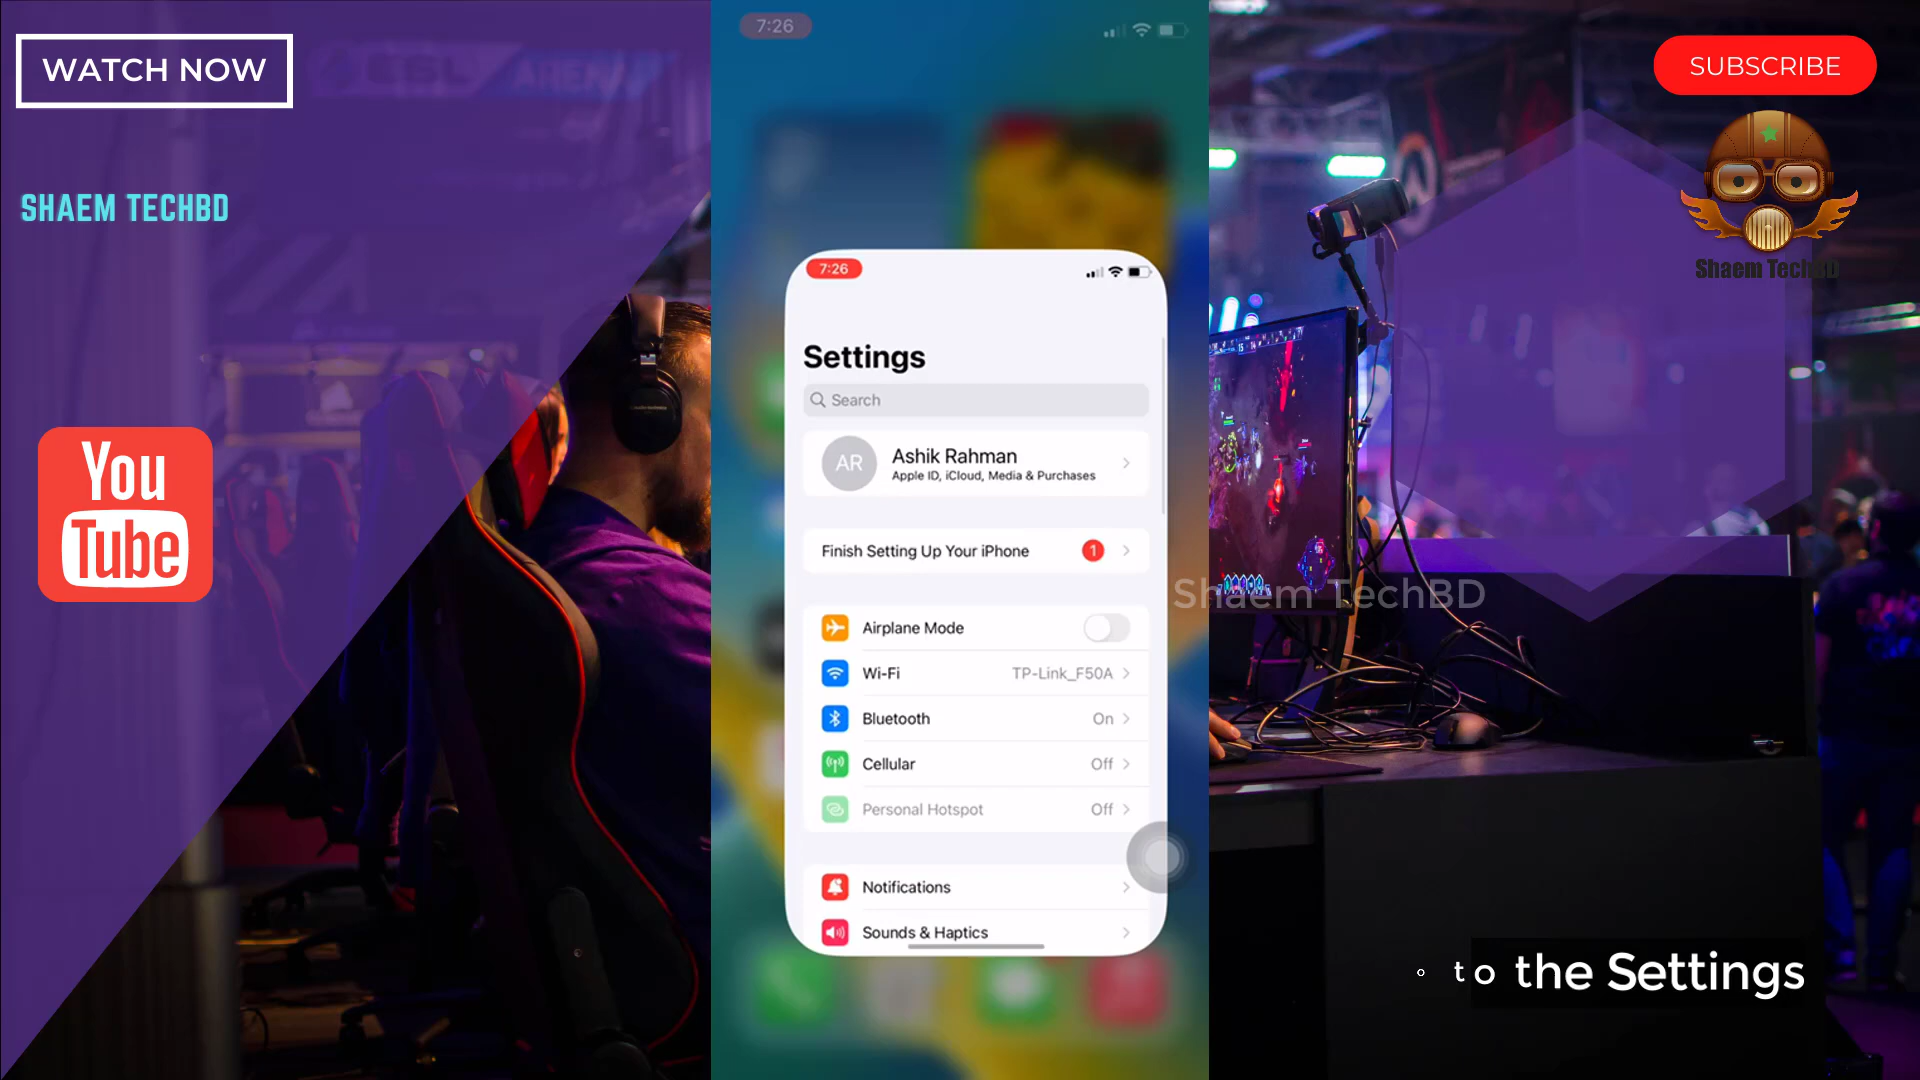 WATCH NOW
SHAEM TECHBD
You
Tube
7:26
7:26
Settings
Search
AR
Ashik Rahman
Apple ID, iCloud, Media & Purchases
Finish Setting Up Your iPhone
1
Airplane Mode
Wi-Fi
TP-Link_F50A
Bluetooth
On
Cellular
Off
Personal Hotspot
Off
Notifications
Sounds & Haptics
SUBSCRIBE
Shaem TechBD
Shaem TechBD
to the Settings